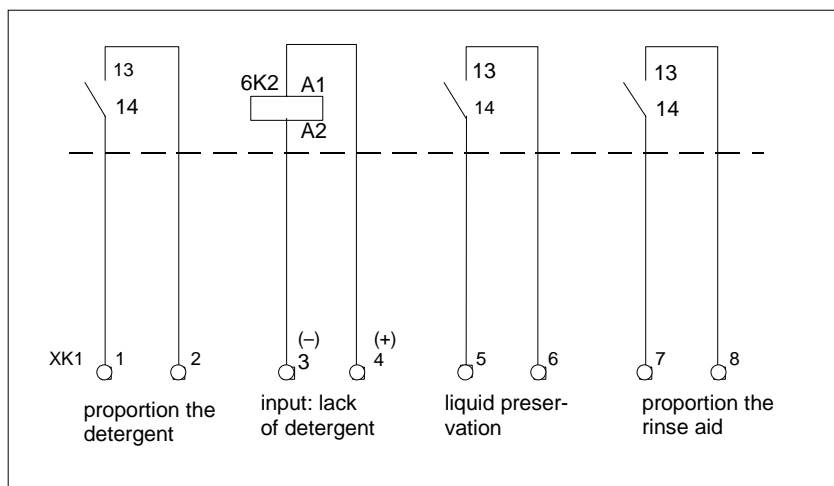 13
14
6K2 A1
A2
13
14
13
14
XK1 1 2 (–) 3 (+) 4 5 6 7 8
proportion the
detergent
input: lack
of detergent
liquid preser-
vation
proportion the
rinse aid